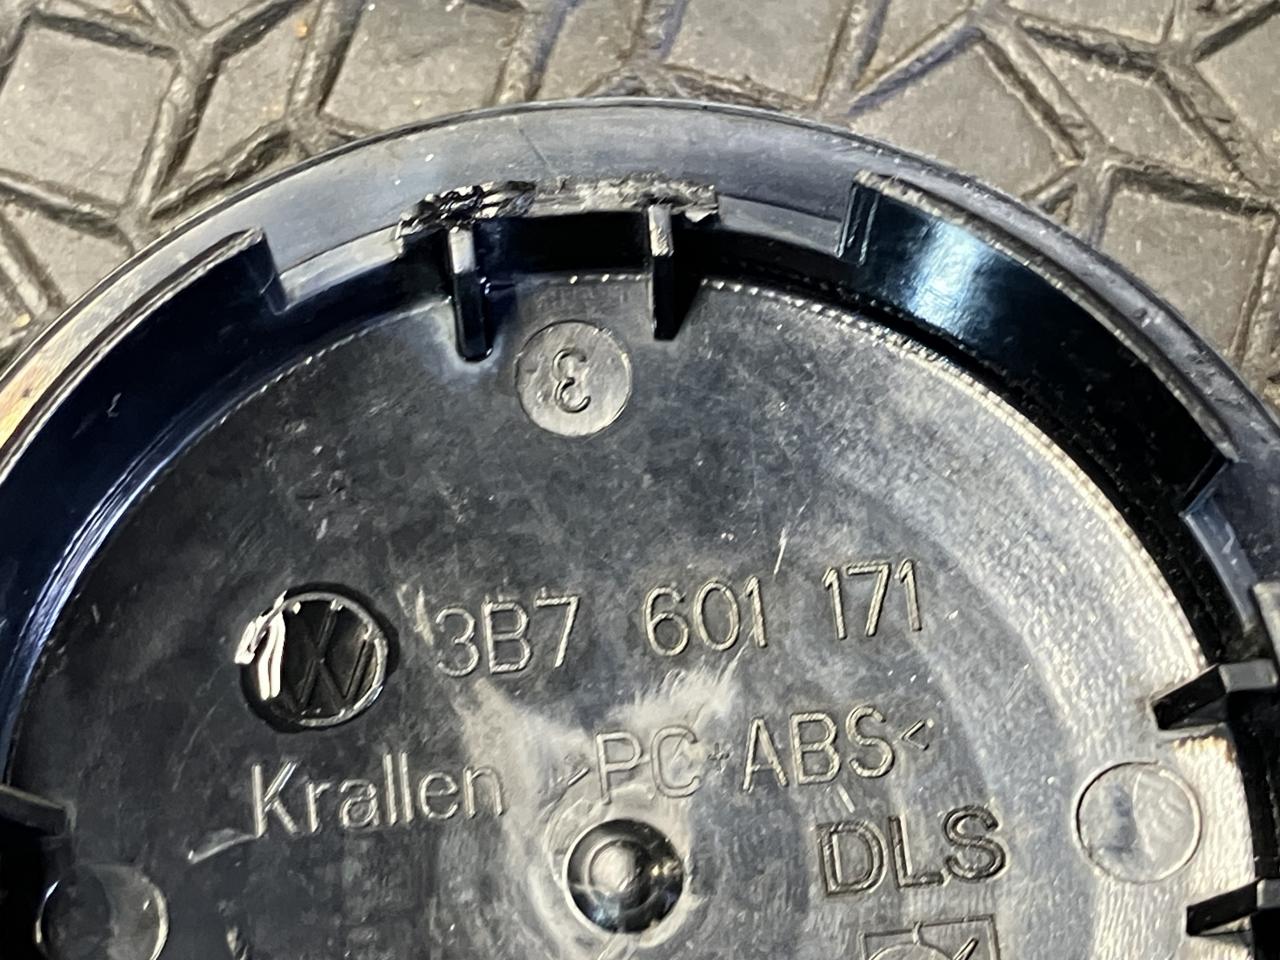 3
3B7 601 171
Krallen >PC+ABS<
DLS